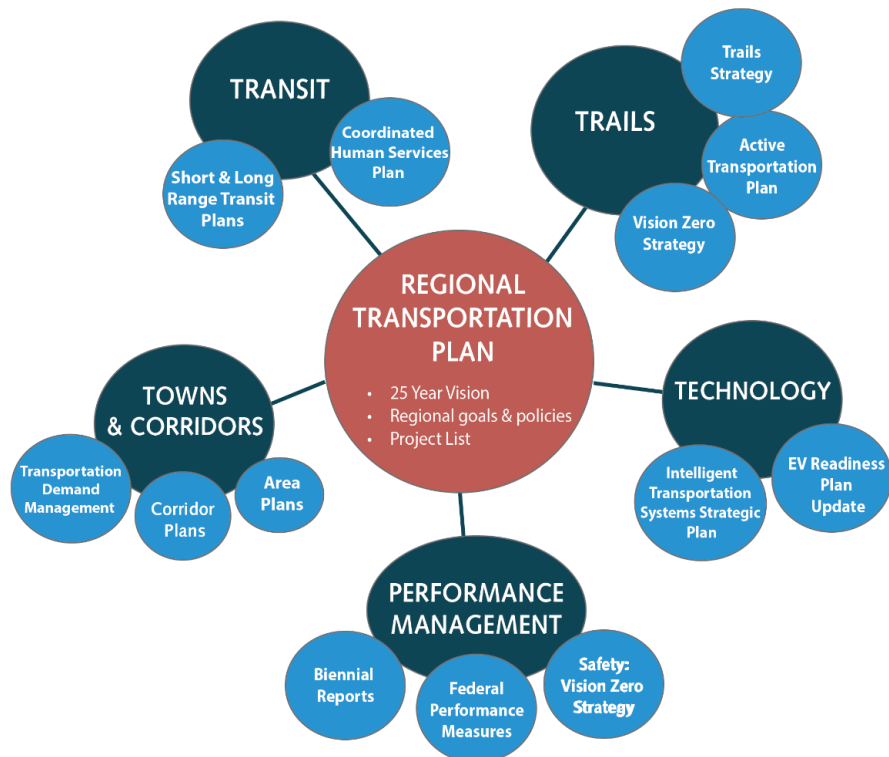 TRANSIT
Coordinated
Human Services
Plan
Short & Long
Range Transit
Plans
TRAILS
Trails
Strategy
Active
Transportation
Plan
Vision Zero
Strategy
REGIONAL
TRANSPORTATION
PLAN
• 25 Year Vision
• Regional goals & policies
• Project List
TOWNS
& CORRIDORS
Transportation
Demand
Management
Corridor
Plans
Area
Plans
TECHNOLOGY
Intelligent
Transportation
Systems Strategic
Plan
EV Readiness
Plan
Update
PERFORMANCE
MANAGEMENT
Biennial
Reports
Federal
Performance
Measures
Safety:
Vision Zero
Strategy